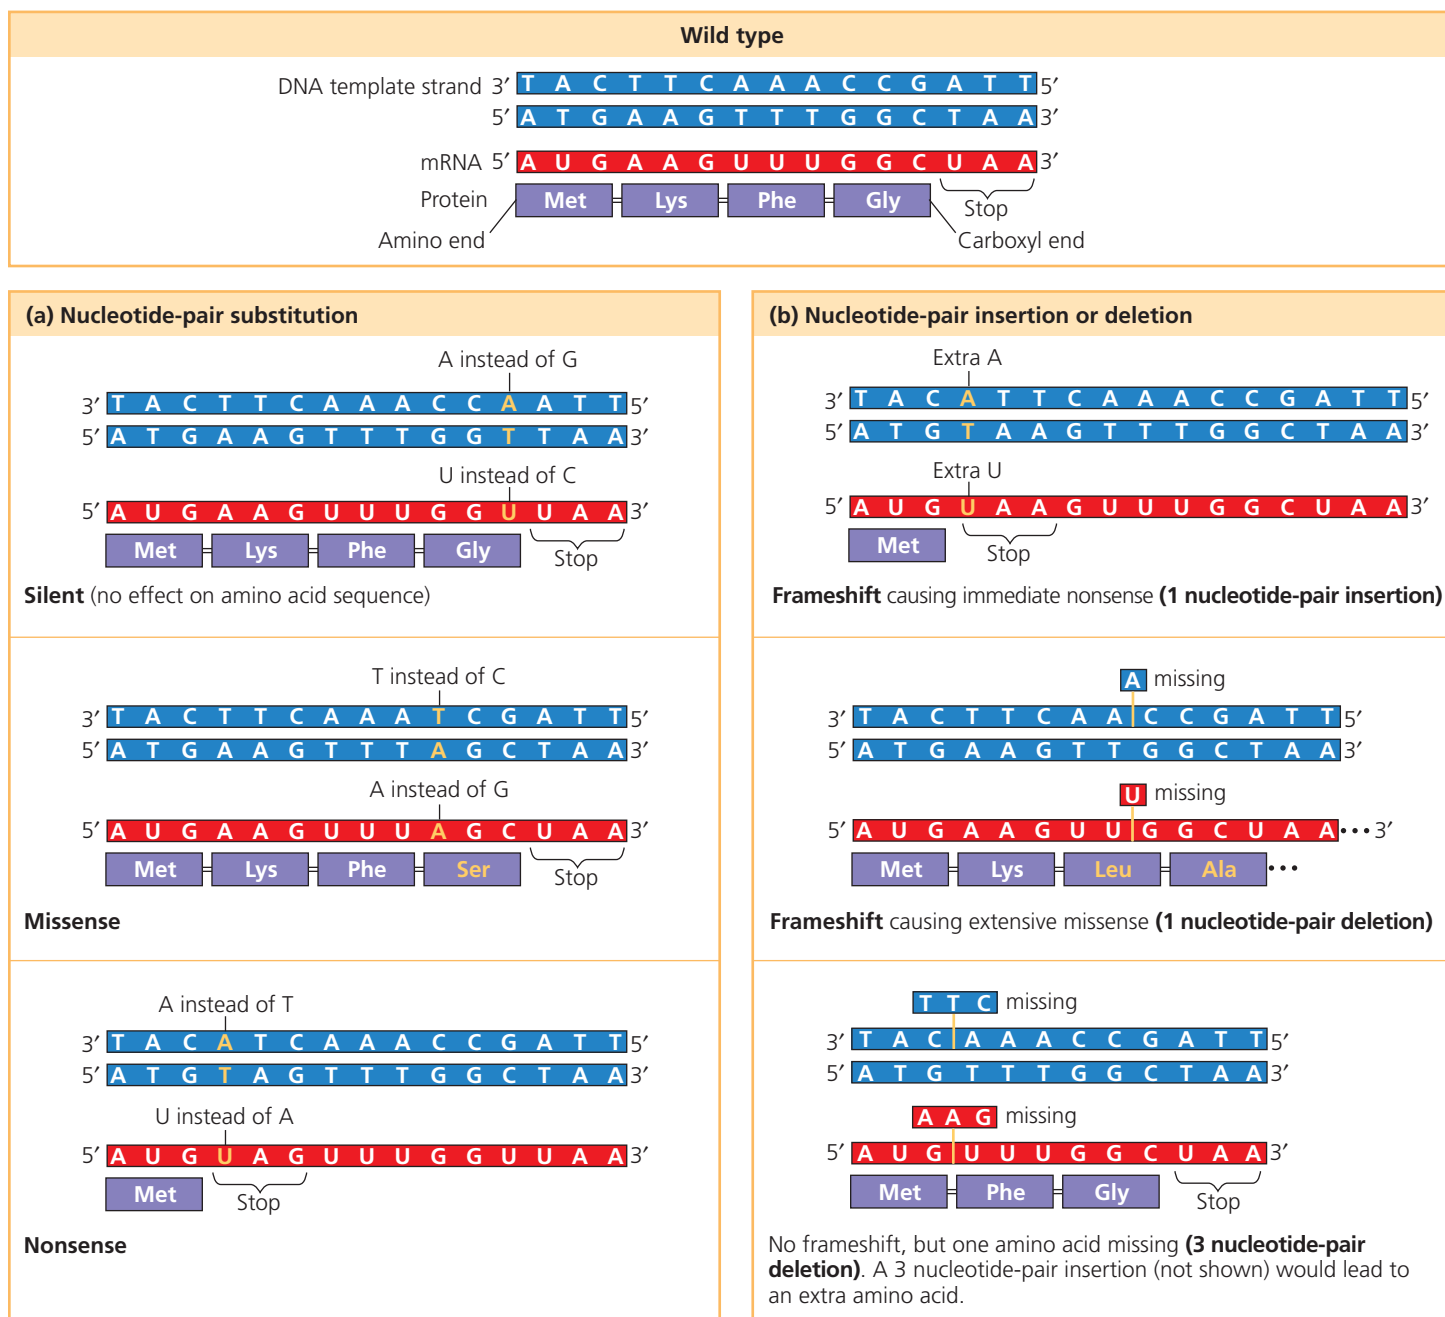 Wild type
DNA template strand 3′ T A C T T C A A A C C G A T T 5′
5′ A T G A A G T T T G G C T A A 3′
mRNA 5′ A U G A A G U U U G G C U A A 3′
Protein Met Lys Phe Gly Stop
Amino end Carboxyl end
(a) Nucleotide-pair substitution
A instead of G
3′ T A C T T C A A A C C A A T T 5′
5′ A T G A A G T T T G G T T A A 3′
U instead of C
5′ A U G A A G U U U G G U U A A 3′
Met Lys Phe Gly Stop
Silent (no effect on amino acid sequence)
T instead of C
3′ T A C T T C A A A T C G A T T 5′
5′ A T G A A G T T T A G C T A A 3′
A instead of G
5′ A U G A A G U U U A G C U A A 3′
Met Lys Phe Ser Stop
Missense
A instead of T
3′ T A C A T C A A A C C G A T T 5′
5′ A T G T A G T T T G G C T A A 3′
U instead of A
5′ A U G U A G U U U G G U U A A 3′
Met Stop
Nonsense
(b) Nucleotide-pair insertion or deletion
Extra A
3′ T A C A T T C A A A C C G A T T 5′
5′ A T G T A A G T T T G G C T A A 3′
Extra U
5′ A U G U A A G U U U G G C U A A 3′
Met Stop
Frameshift causing immediate nonsense (1 nucleotide-pair insertion)
A missing
3′ T A C T T C A A C C G A T T 5′
5′ A T G A A G T T G G C T A A 3′
U missing
5′ A U G A A G U U G G C U A A ••• 3′
Met Lys Leu Ala •••
Frameshift causing extensive missense (1 nucleotide-pair deletion)
T T C missing
3′ T A C A A A C C G A T T 5′
5′ A T G T T T G G C T A A 3′
A A G missing
5′ A U G U U U G G C U A A 3′
Met Phe Gly Stop
No frameshift, but one amino acid missing (3 nucleotide-pair
deletion). A 3 nucleotide-pair insertion (not shown) would lead to
an extra amino acid.